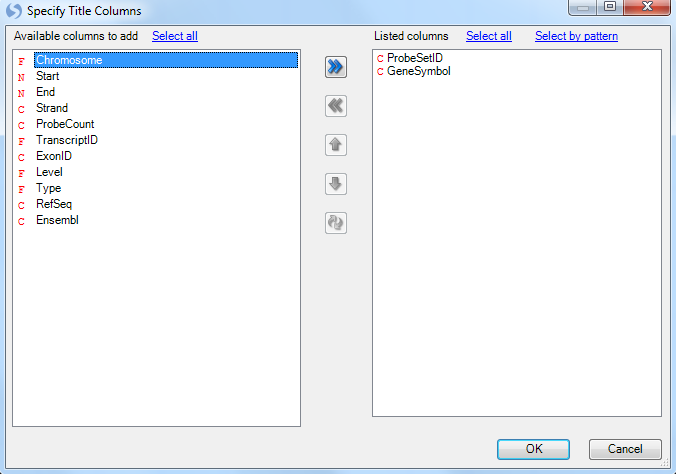 Specify Title Columns
Available columns to add Select all
F Chromosome
N Start
N End
C Strand
C ProbeCount
F TranscriptID
C ExonID
F Level
F Type
C RefSeq
C Ensembl
Listed columns Select all Select by pattern
C ProbeSetID
C GeneSymbol
OK Cancel